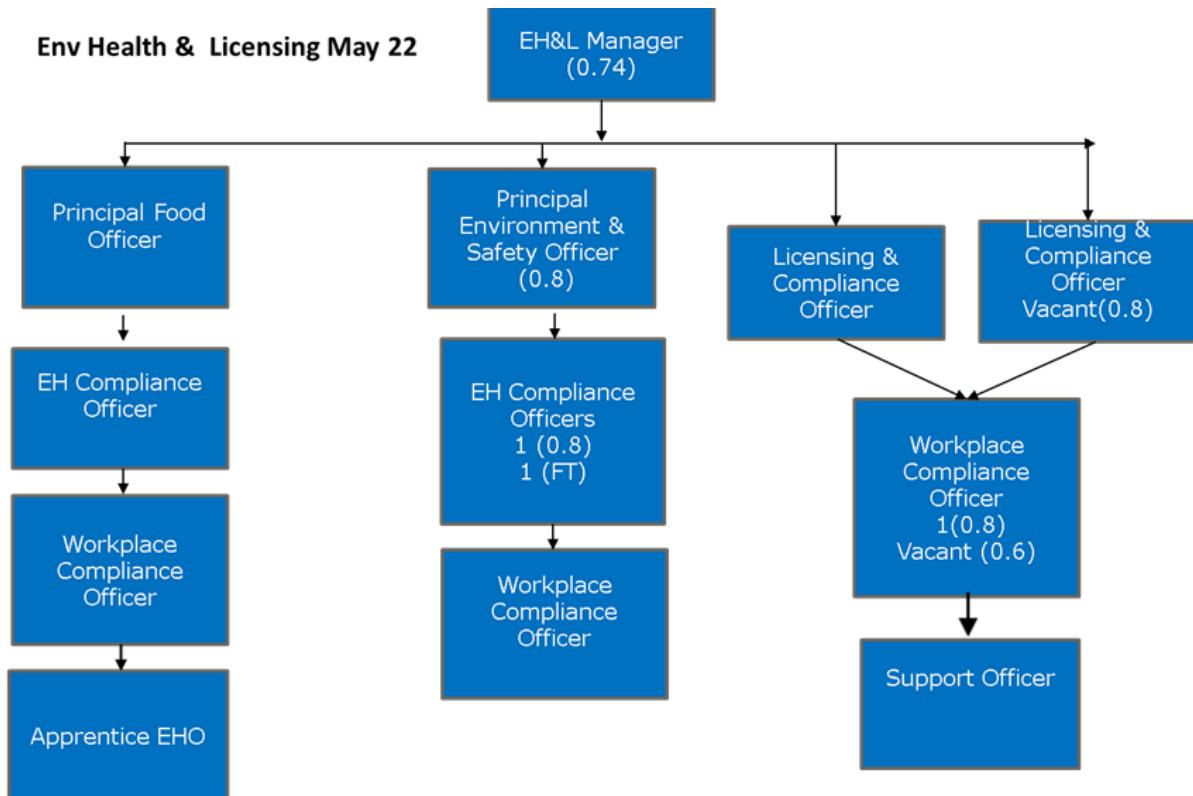 Env Health & Licensing May 22
EH&L Manager
(0.74)
Principal Food
Officer
Principal
Environment &
Safety Officer
(0.8)
Licensing &
Compliance
Officer
Licensing &
Compliance
Officer
Vacant(0.8)
EH Compliance
Officer
EH Compliance
Officers
1 (0.8)
1 (FT)
Workplace
Compliance
Officer
1(0.8)
Vacant (0.6)
Workplace
Compliance
Officer
Workplace
Compliance
Officer
Support Officer
Apprentice EHO